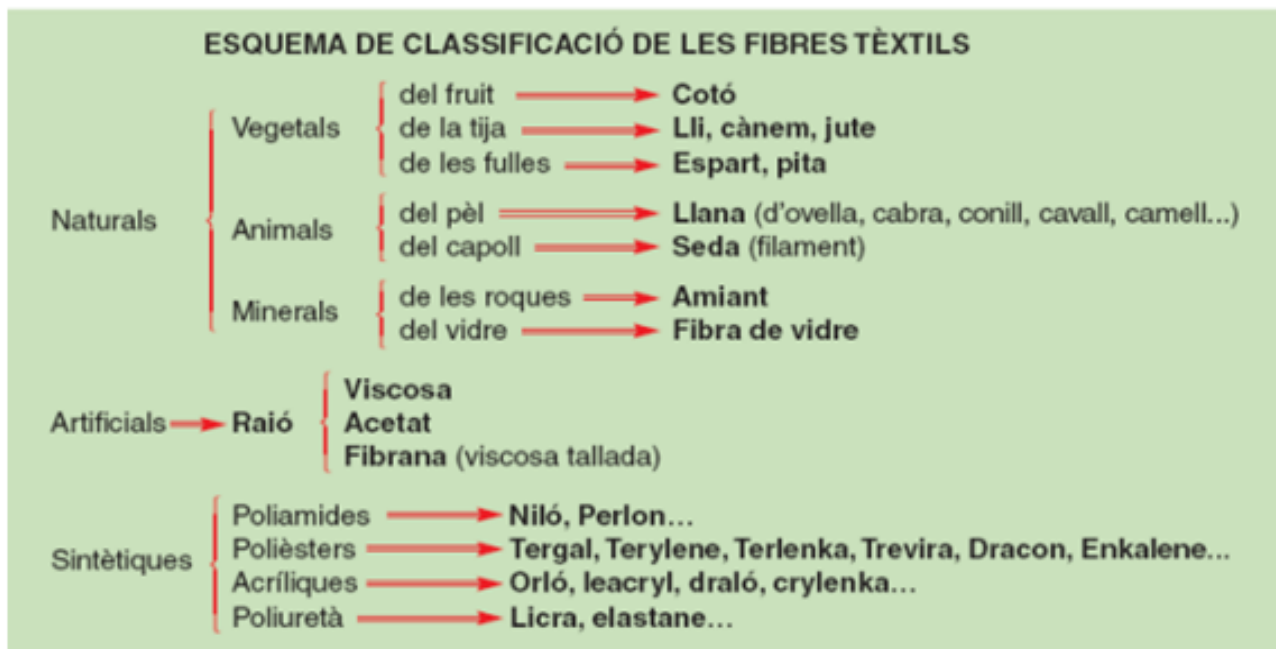 ESQUEMA DE CLASSIFICACIÓ DE LES FIBRES TÈXTILS
del fruit Cotó
Vegetals de la tija Lli, cànem, jute
de les fulles Espart, pita
Naturals
del pèl Llana (d'ovella, cabra, conill, cavall, camell...)
Animals
del capoll Seda (filament)
de les roques Amiant
Minerals
del vidre Fibra de vidre
Viscosa
Artificials Raió Acetat
Fibrana (viscosa tallada)
Poliamides Niló, Perlon...
Sintètiques
Polièsters Tergal, Terylene, Terlenka, Trevira, Dracon, Enkalene...
Acríliques Orló, leacryl, draló, crylenka...
Poliuretà Licra, elastane...